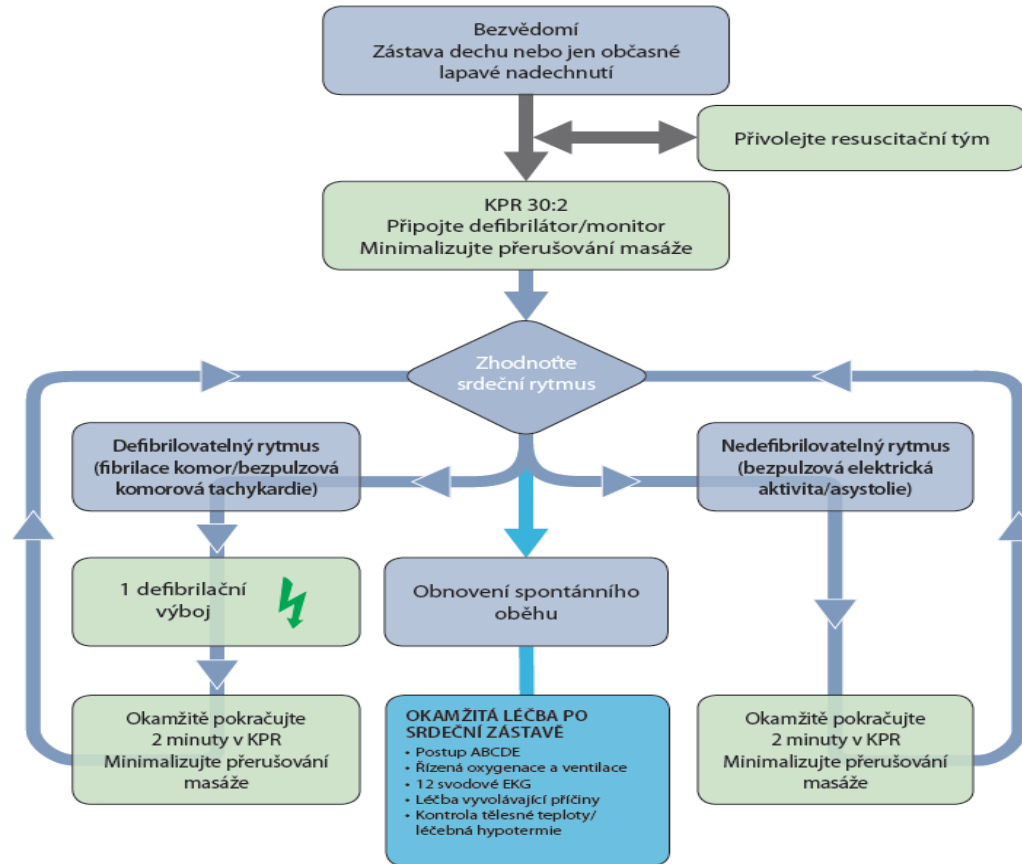 Bezvědomí
Zástava dechu nebo jen občasné
lapavé nadechnutí
Přivolejte resuscitační tým
KPR 30:2
Připojte defibrilátor/monitor
Minimalizujte přerušování masáže
Zhodnoťte
srdeční rytmus
Defibrilovatelný rytmus
(fibrilace komor/bezpulzová
komorová tachykardie)
Nedefibrilovatelný rytmus
(bezpulzová elektrická
aktivita/asystolie)
1 defibrilační
výboj
Obnovení spontánního
oběhu
Okamžitě pokračujte
2 minuty v KPR
Minimalizujte přerušování
masáže
OKAMŽITÁ LÉČBA PO
SRDEČNÍ ZÁSTAVĚ
• Postup ABCDE
• Řízená oxygenace a ventilace
• 12 svodové EKG
• Léčba vyvolávající příčiny
• Kontrola tělesné teploty/
léčebná hypotermie
Okamžitě pokračujte
2 minuty v KPR
Minimalizujte přerušování
masáže